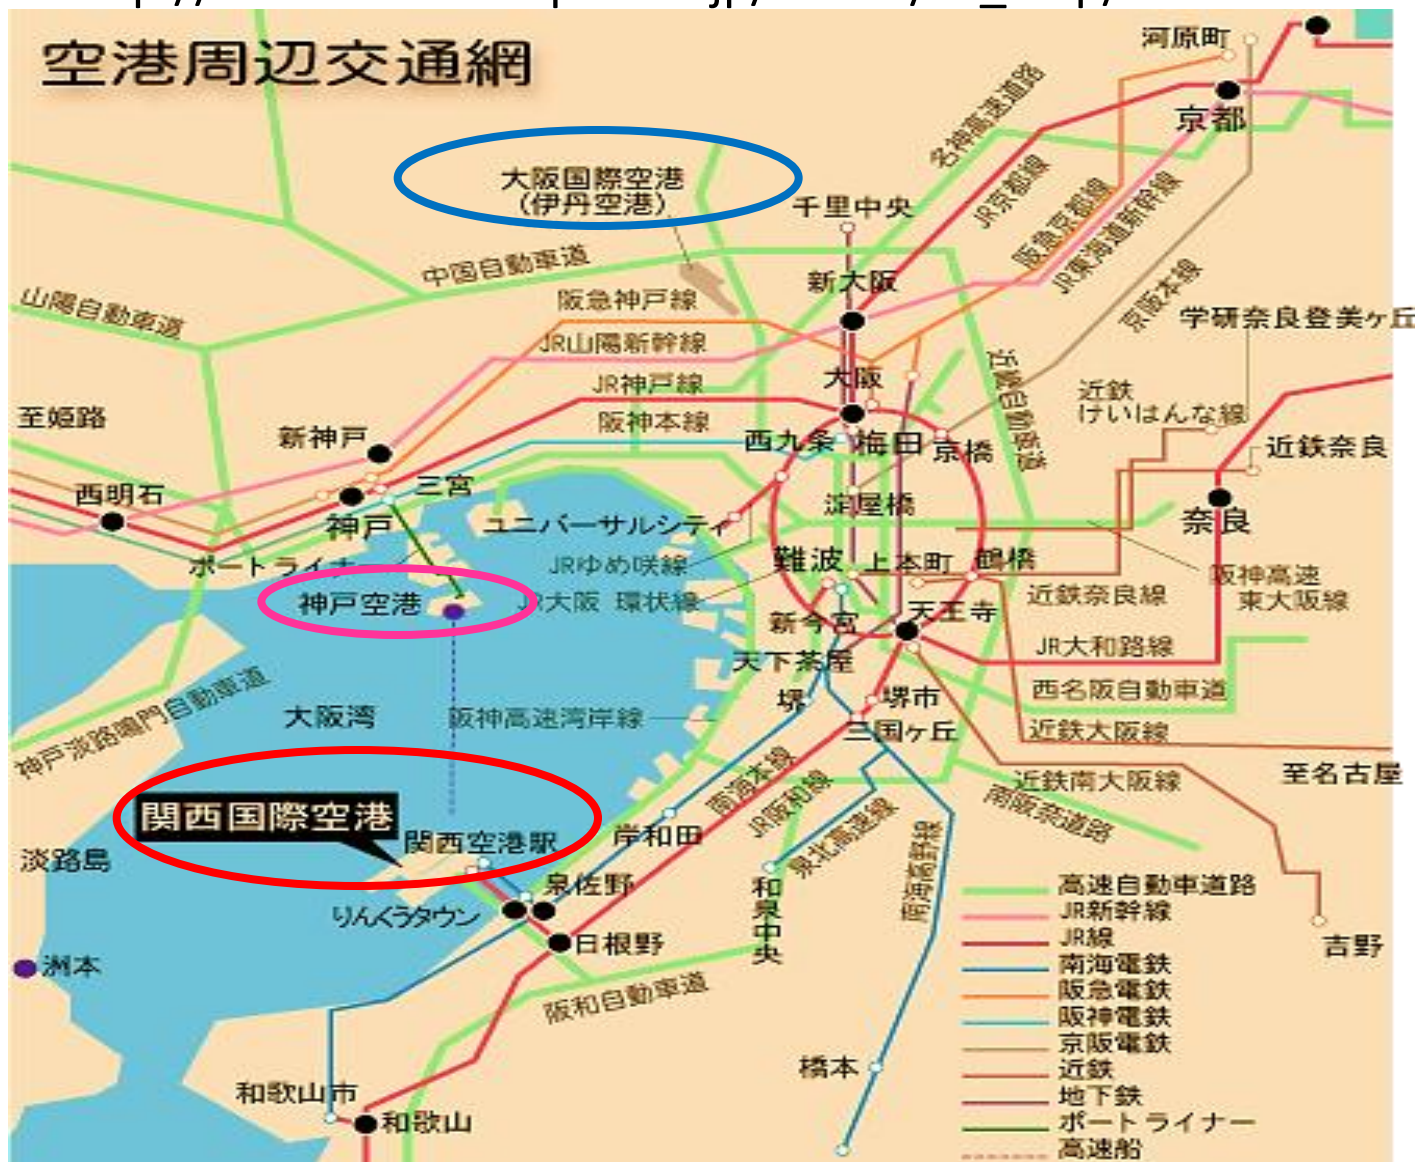 空港周辺交通網
河原町
京都
名神高速道路
大阪国際空港
(伊丹空港)
千里中央
JR京都線
阪急京都線
JR東海道新幹線
中国自動車道
新大阪
京阪本線
山陽自動車道
阪急神戸線
学研奈良登美ヶ丘
JR山陽新幹線
近畿自動車道
JR神戸線
大阪
近鉄
けいはんな線
至姫路
阪神本線
新神戸
西九条
梅田
京橋
近鉄奈良
西明石
三宮
神戸
淀屋橋
奈良
ユニバーサルシティ
ポートライナー
JRゆめ咲線
難波
上本町
鶴橋
阪神高速
東大阪線
神戸空港
JR大阪 環状線
近鉄奈良線
新今宮
天王寺
JR大和路線
天下茶屋
西名阪自動車道
神戸淡路鳴門自動車道
大阪湾
阪神高速湾岸線
堺
堺市
三国ヶ丘
近鉄大阪線
至名古屋
近鉄南大阪線
南海本線
JR阪和線
南阪奈道路
関西国際空港
関西空港駅
岸和田
泉北高速線
南海高野線
淡路島
泉佐野
和泉中央
りんくうタウン
日根野
吉野
洲本
阪和自動車道
橋本
和歌山市
和歌山
高速自動車道路
JR新幹線
JR線
南海電鉄
阪急電鉄
阪神電鉄
京阪電鉄
近鉄
地下鉄
ポートライナー
高速船